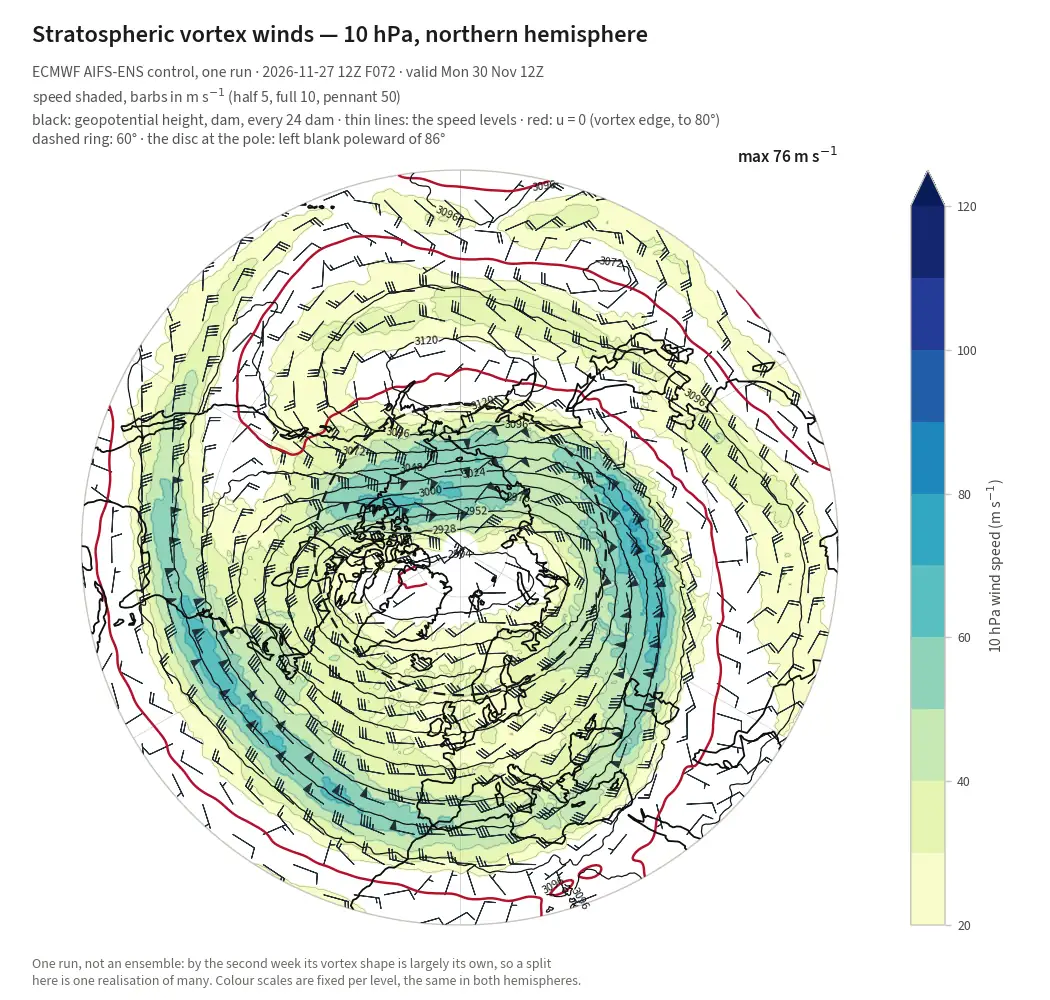 Stratospheric vortex winds — 10 hPa, northern hemisphere
ECMWF AIFS-ENS control, one run · 2026-11-27 12Z F072 · valid Mon 30 Nov 12Z
speed shaded, barbs in m s⁻¹ (half 5, full 10, pennant 50)
black: geopotential height, dam, every 24 dam · thin lines: the speed levels · red: u = 0 (vortex edge, to 80°)
dashed ring: 60° · the disc at the pole: left blank poleward of 86°
max 76 m s⁻¹
3096
3096
3072
3120
3120
3096
3096
3096
3072
3048
3024
3000
2952
2928
2904
3096
3096
120
100
80
60
40
20
10 hPa wind speed (m s⁻¹)
One run, not an ensemble: by the second week its vortex shape is largely its own, so a split
here is one realisation of many. Colour scales are fixed per level, the same in both hemispheres.